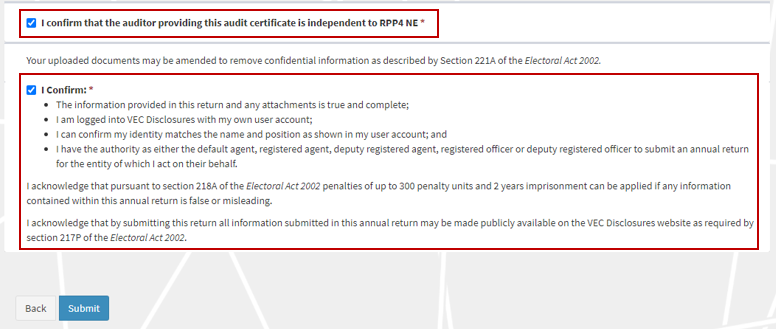 I confirm that the auditor providing this audit certificate is independent to RPP4 NE *
Your uploaded documents may be amended to remove confidential information as described by Section 221A of the Electoral Act 2002.
I Confirm: *
• The information provided in this return and any attachments is true and complete;
• I am logged into VEC Disclosures with my own user account;
• I can confirm my identity matches the name and position as shown in my user account; and
• I have the authority as either the default agent, registered agent, deputy registered agent, registered officer or deputy registered officer to submit an annual return
for the entity of which I act on their behalf.
I acknowledge that pursuant to section 218A of the Electoral Act 2002 penalties of up to 300 penalty units and 2 years imprisonment can be applied if any information
contained within this annual return is false or misleading.
I acknowledge that by submitting this return all information submitted in this annual return may be made publicly available on the VEC Disclosures website as required by
section 217P of the Electoral Act 2002.
Back Submit